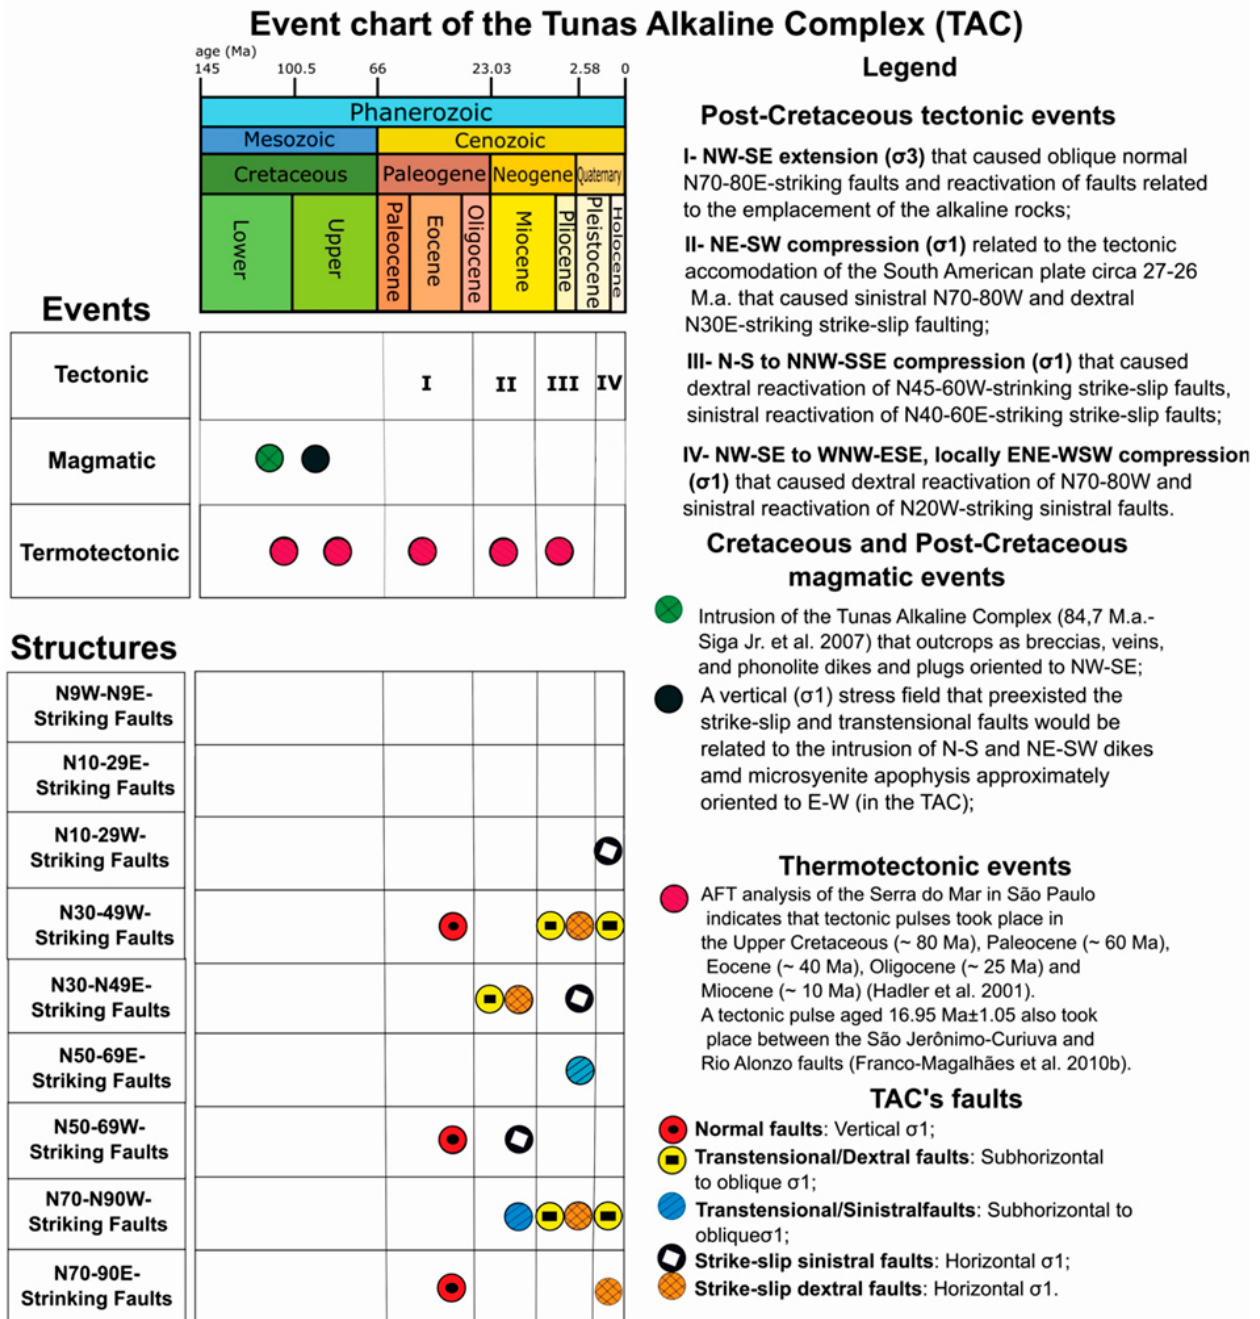 Event chart of the Tunas Alkaline Complex (TAC)
age (Ma)
145 100.5 66 23.03 2.58 0
Phanerozoic
Mesozoic Cenozoic
Cretaceous Paleogene Neogene Quaternary
Lower Upper Paleocene Eocene Oligocene Miocene Pliocene Pleistocene Holocene
Events
Tectonic
I II III IV
Magmatic
Termotectonic
Structures
N9W-N9E-
Striking Faults
N10-29E-
Striking Faults
N10-29W-
Striking Faults
N30-49W-
Striking Faults
N30-N49E-
Striking Faults
N50-69E-
Striking Faults
N50-69W-
Striking Faults
N70-N90W-
Striking Faults
N70-90E-
Strinking Faults
Legend
Post-Cretaceous tectonic events
I- NW-SE extension (σ3) that caused oblique normal
N70-80E-striking faults and reactivation of faults related
to the emplacement of the alkaline rocks;
II- NE-SW compression (σ1) related to the tectonic
accomodation of the South American plate circa 27-26
M.a. that caused sinistral N70-80W and dextral
N30E-striking strike-slip faulting;
III- N-S to NNW-SSE compression (σ1) that caused
dextral reactivation of N45-60W-strinking strike-slip faults,
sinistral reactivation of N40-60E-striking strike-slip faults;
IV- NW-SE to WNW-ESE, locally ENE-WSW compression
(σ1) that caused dextral reactivation of N70-80W and
sinistral reactivation of N20W-striking sinistral faults.
Cretaceous and Post-Cretaceous
magmatic events
Intrusion of the Tunas Alkaline Complex (84,7 M.a.-
Siga Jr. et al. 2007) that outcrops as breccias, veins,
and phonolite dikes and plugs oriented to NW-SE;
A vertical (σ1) stress field that preexisted the
strike-slip and transtensional faults would be
related to the intrusion of N-S and NE-SW dikes
amd microsyenite apophysis approximately
oriented to E-W (in the TAC);
Thermotectonic events
AFT analysis of the Serra do Mar in São Paulo
indicates that tectonic pulses took place in
the Upper Cretaceous (~ 80 Ma), Paleocene (~ 60 Ma),
Eocene (~ 40 Ma), Oligocene (~ 25 Ma) and
Miocene (~ 10 Ma) (Hadler et al. 2001).
A tectonic pulse aged 16.95 Ma±1.05 also took
place between the São Jerônimo-Curiuva and
Rio Alonzo faults (Franco-Magalhães et al. 2010b).
TAC's faults
Normal faults: Vertical σ1;
Transtensional/Dextral faults: Subhorizontal
to oblique σ1;
Transtensional/Sinistralfaults: Subhorizontal to
obliqueσ1;
Strike-slip sinistral faults: Horizontal σ1;
Strike-slip dextral faults: Horizontal σ1.